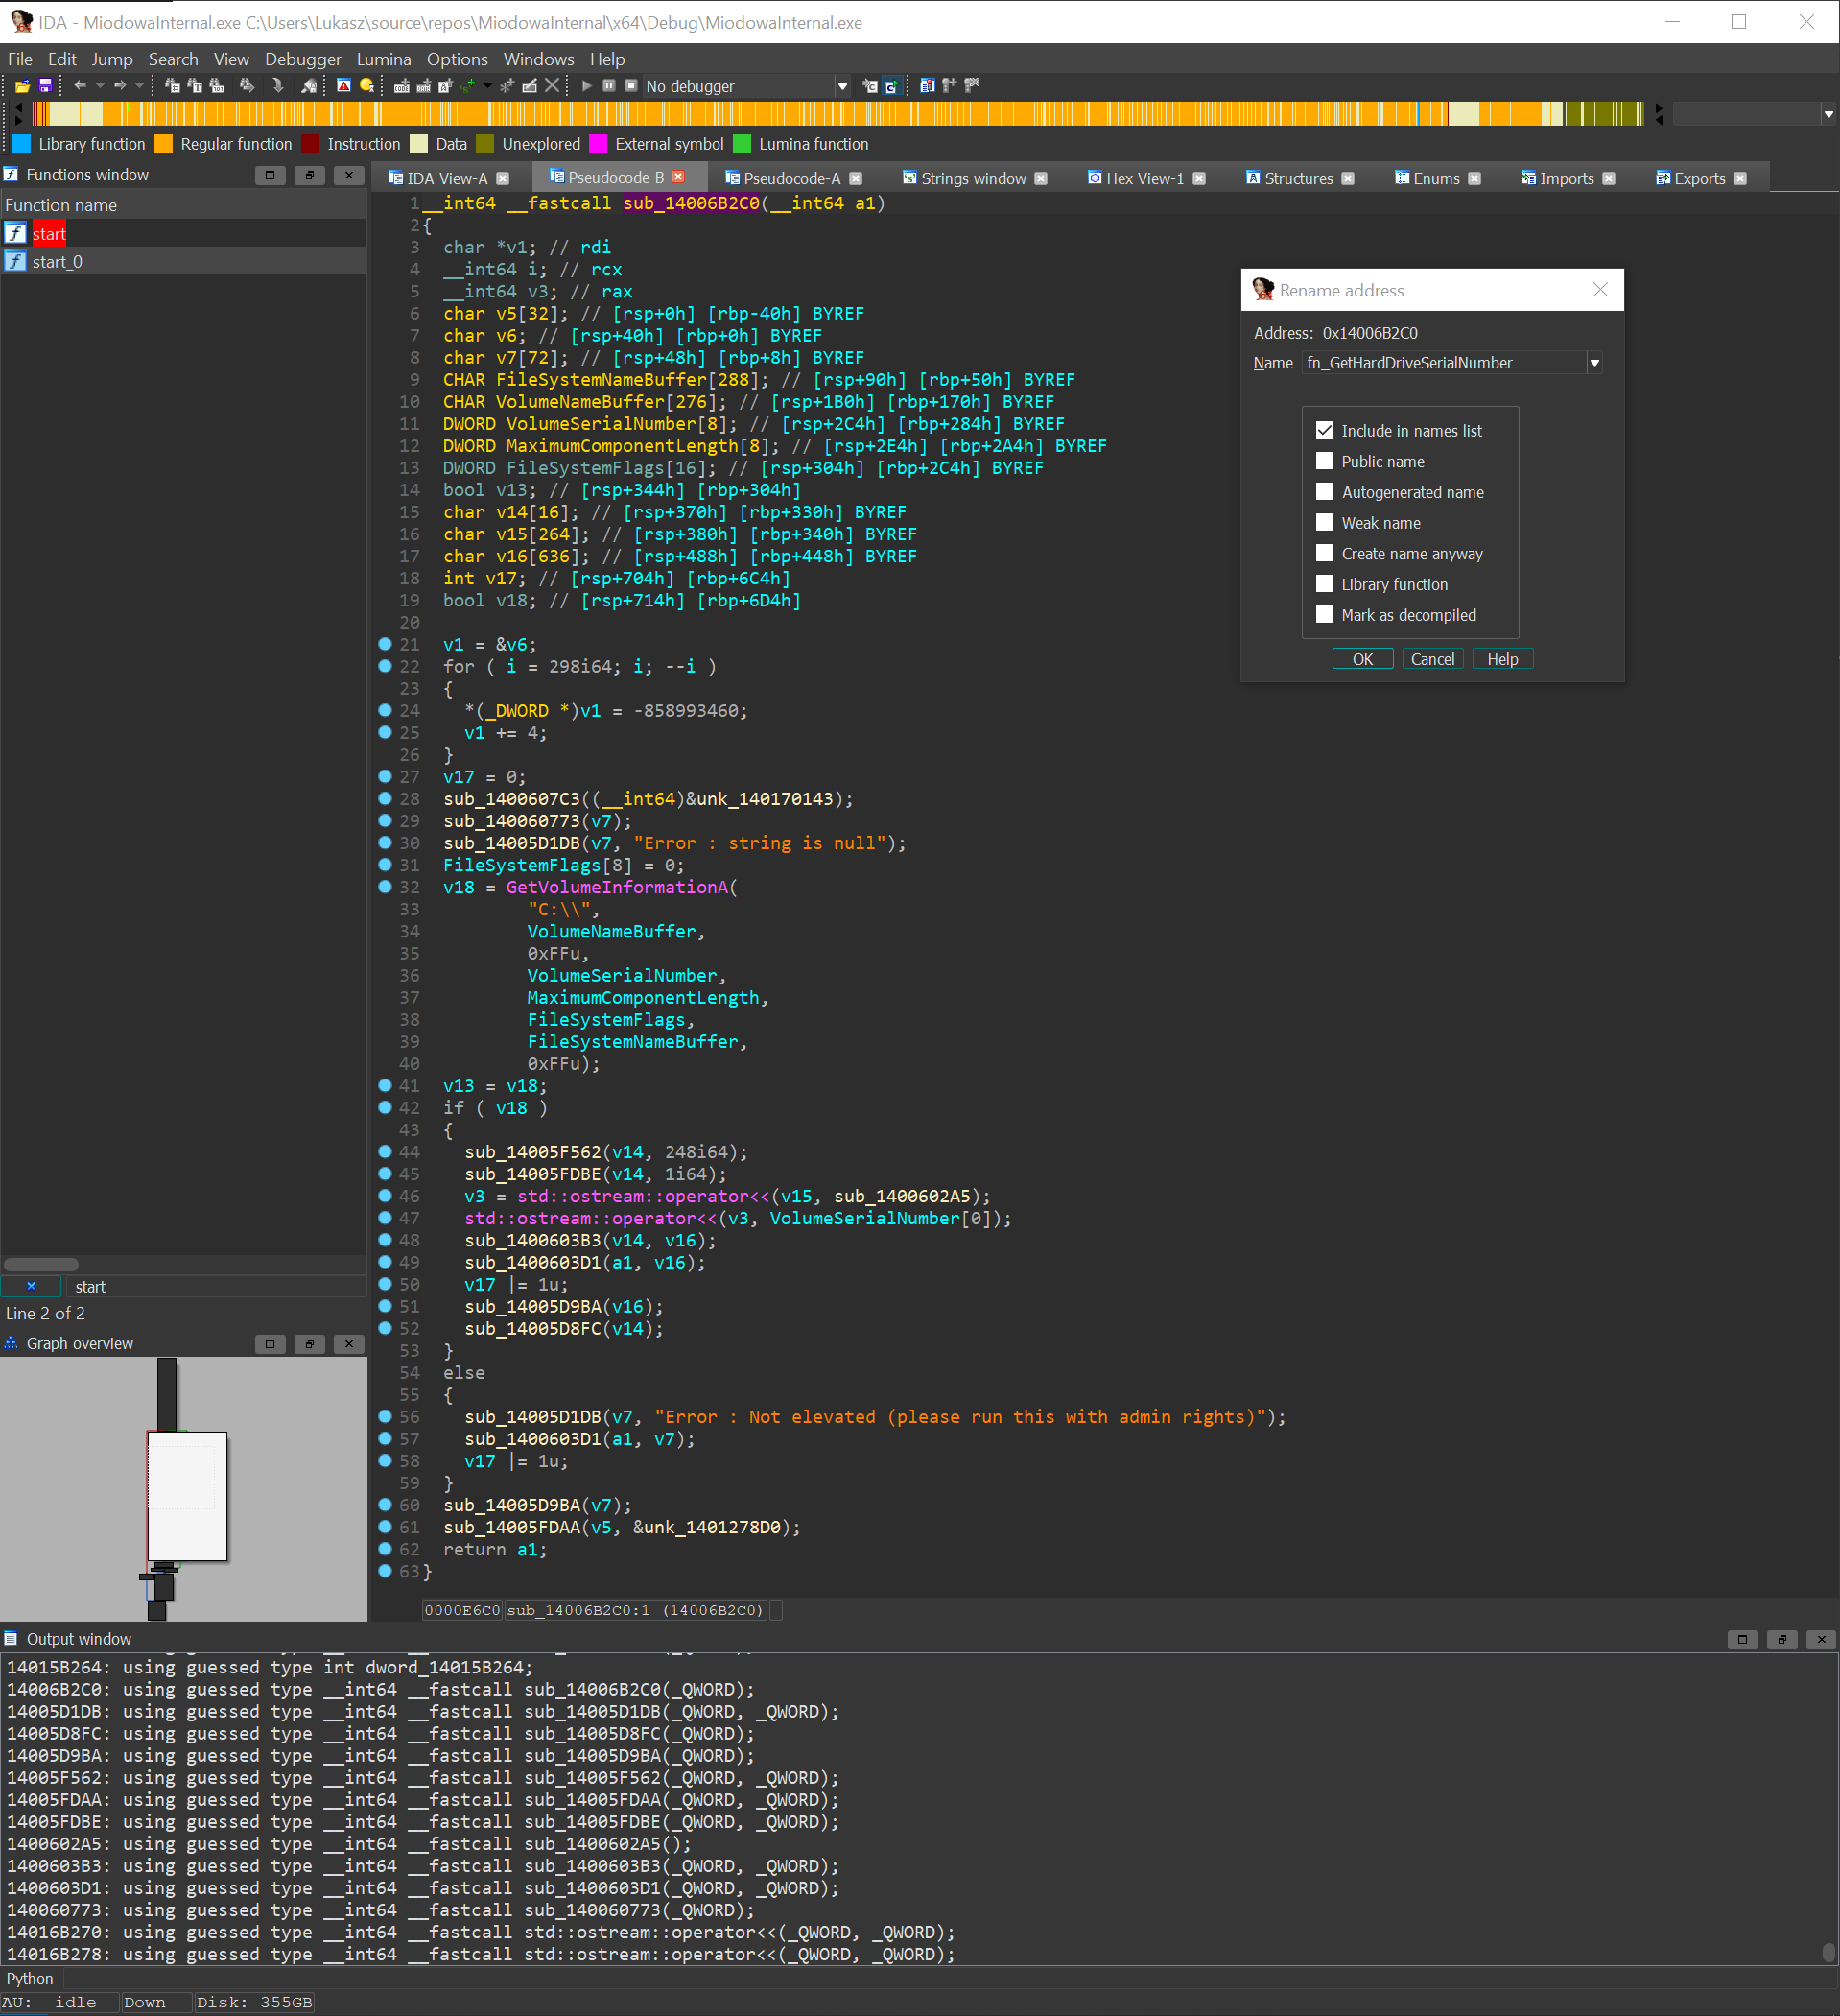 IDA - MiodowaInternal.exe C:\Users\Lukasz\source\repos\MiodowaInternal\x64\Debug\MiodowaInternal.exe
File Edit Jump Search View Debugger Lumina Options Windows Help
No debugger
Library function Regular function Instruction Data Unexplored External symbol Lumina function
Functions window
IDA View-A Pseudocode-B Pseudocode-A Strings window Hex View-1 Structures Enums Imports Exports
Function name
start
start_0
start
Line 2 of 2
Graph overview
1 __int64 __fastcall sub_14006B2C0(__int64 a1)
2 {
3 char *v1; // rdi
4 __int64 i; // rcx
5 __int64 v3; // rax
6 char v5[32]; // [rsp+0h] [rbp-40h] BYREF
7 char v6; // [rsp+40h] [rbp+0h] BYREF
8 char v7[72]; // [rsp+48h] [rbp+8h] BYREF
9 CHAR FileSystemNameBuffer[288]; // [rsp+90h] [rbp+50h] BYREF
10 CHAR VolumeNameBuffer[276]; // [rsp+1B0h] [rbp+170h] BYREF
11 DWORD VolumeSerialNumber[8]; // [rsp+2C4h] [rbp+284h] BYREF
12 DWORD MaximumComponentLength[8]; // [rsp+2E4h] [rbp+2A4h] BYREF
13 DWORD FileSystemFlags[16]; // [rsp+304h] [rbp+2C4h] BYREF
14 bool v13; // [rsp+344h] [rbp+304h]
15 char v14[16]; // [rsp+370h] [rbp+330h] BYREF
16 char v15[264]; // [rsp+380h] [rbp+340h] BYREF
17 char v16[636]; // [rsp+488h] [rbp+448h] BYREF
18 int v17; // [rsp+704h] [rbp+6C4h]
19 bool v18; // [rsp+714h] [rbp+6D4h]
20
21 v1 = &v6;
22 for ( i = 298i64; i; --i )
23 {
24 *(_DWORD *)v1 = -858993460;
25 v1 += 4;
26 }
27 v17 = 0;
28 sub_1400607C3((__int64)&unk_140170143);
29 sub_140060773(v7);
30 sub_14005D1DB(v7, "Error : string is null");
31 FileSystemFlags[8] = 0;
32 v18 = GetVolumeInformationA(
33 "C:\\",
34 VolumeNameBuffer,
35 0xFFu,
36 VolumeSerialNumber,
37 MaximumComponentLength,
38 FileSystemFlags,
39 FileSystemNameBuffer,
40 0xFFu);
41 v13 = v18;
42 if ( v18 )
43 {
44 sub_14005F562(v14, 248i64);
45 sub_14005FDBE(v14, 1i64);
46 v3 = std::ostream::operator<<(v15, sub_1400602A5);
47 std::ostream::operator<<(v3, VolumeSerialNumber[0]);
48 sub_1400603B3(v14, v16);
49 sub_1400603D1(a1, v16);
50 v17 |= 1u;
51 sub_14005D9BA(v16);
52 sub_14005D8FC(v14);
53 }
54 else
55 {
56 sub_14005D1DB(v7, "Error : Not elevated (please run this with admin rights)");
57 sub_1400603D1(a1, v7);
58 v17 |= 1u;
59 }
60 sub_14005D9BA(v7);
61 sub_14005FDAA(v5, &unk_1401278D0);
62 return a1;
63 }
0000E6C0 sub_14006B2C0:1 (14006B2C0)
Rename address
Address: 0x14006B2C0
Name fn_GetHardDriveSerialNumber
Include in names list
Public name
Autogenerated name
Weak name
Create name anyway
Library function
Mark as decompiled
OK Cancel Help
Output window
14015B264: using guessed type int dword_14015B264;
14006B2C0: using guessed type __int64 __fastcall sub_14006B2C0(_QWORD);
14005D1DB: using guessed type __int64 __fastcall sub_14005D1DB(_QWORD, _QWORD);
14005D8FC: using guessed type __int64 __fastcall sub_14005D8FC(_QWORD);
14005D9BA: using guessed type __int64 __fastcall sub_14005D9BA(_QWORD);
14005F562: using guessed type __int64 __fastcall sub_14005F562(_QWORD, _QWORD);
14005FDAA: using guessed type __int64 __fastcall sub_14005FDAA(_QWORD, _QWORD);
14005FDBE: using guessed type __int64 __fastcall sub_14005FDBE(_QWORD, _QWORD);
1400602A5: using guessed type __int64 __fastcall sub_1400602A5();
1400603B3: using guessed type __int64 __fastcall sub_1400603B3(_QWORD, _QWORD);
1400603D1: using guessed type __int64 __fastcall sub_1400603D1(_QWORD, _QWORD);
140060773: using guessed type __int64 __fastcall sub_140060773(_QWORD);
14016B270: using guessed type __int64 __fastcall std::ostream::operator<<(_QWORD, _QWORD);
14016B278: using guessed type __int64 __fastcall std::ostream::operator<<(_QWORD, _QWORD);
Python
AU: idle Down Disk: 355GB